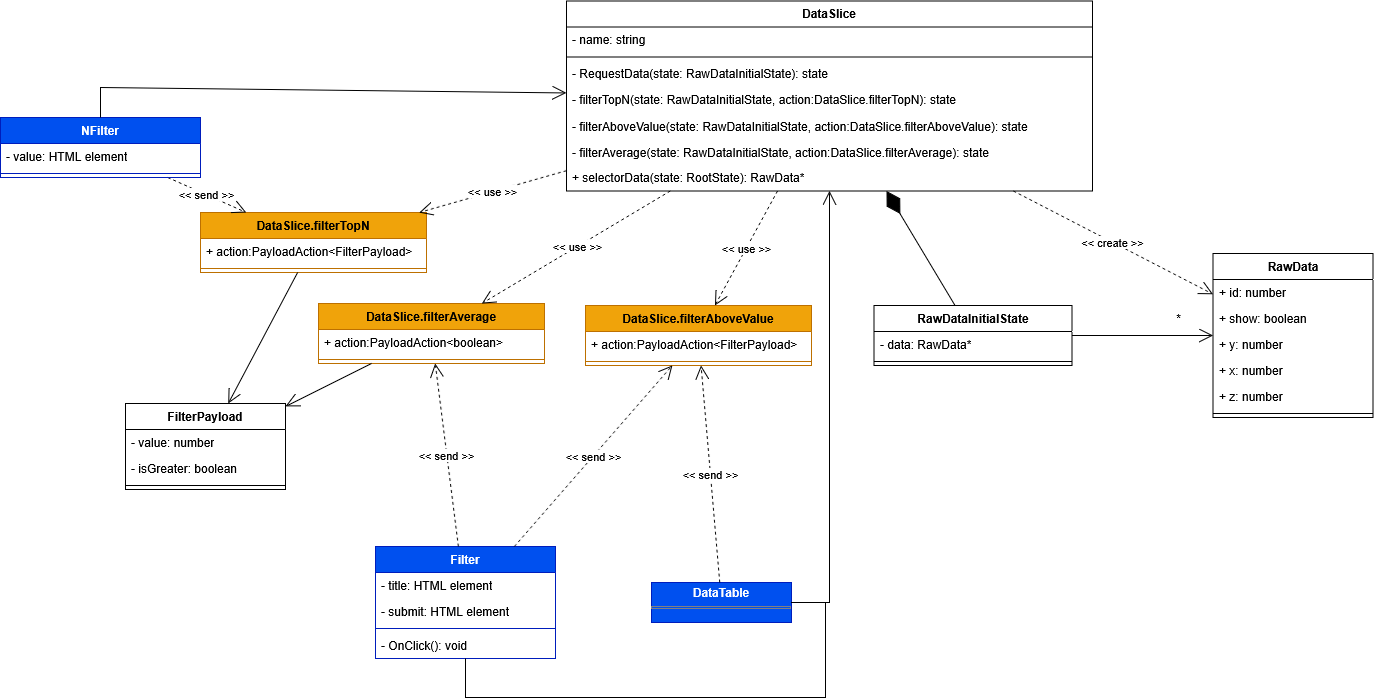 DataSlice
- name: string
- RequestData(state: RawDataInitialState): state
- filterTopN(state: RawDataInitialState, action:DataSlice.filterTopN): state
- filterAboveValue(state: RawDataInitialState, action:DataSlice.filterAboveValue): state
- filterAverage(state: RawDataInitialState, action:DataSlice.filterAverage): state
+ selectorData(state: RootState): RawData*
NFilter
- value: HTML element
<< send >>
<< use >>
DataSlice.filterTopN
+ action:PayloadAction<FilterPayload>
<< use >>
<< use >>
<< create >>
RawData
+ id: number
+ show: boolean
+ y: number
+ x: number
+ z: number
DataSlice.filterAverage
+ action:PayloadAction<boolean>
DataSlice.filterAboveValue
+ action:PayloadAction<FilterPayload>
RawDataInitialState
- data: RawData*
*
FilterPayload
- value: number
- isGreater: boolean
<< send >>
<< send >>
<< send >>
Filter
- title: HTML element
- submit: HTML element
- OnClick(): void
DataTable